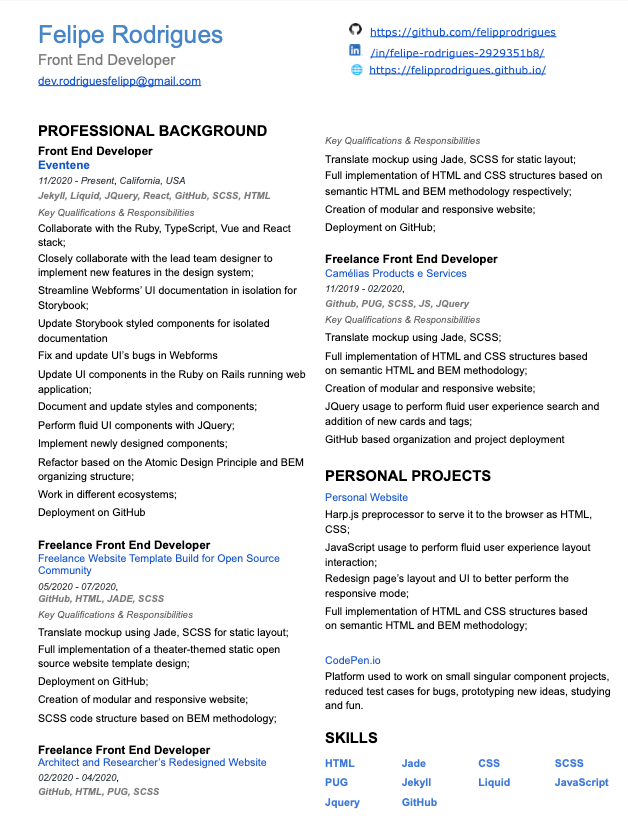 Felipe Rodrigues
Front End Developer
dev.rodriguesfelipp@gmail.com
https://github.com/felipprodrigues
/in/felipe-rodrigues-2929351b8/
https://felipprodrigues.github.io/
PROFESSIONAL BACKGROUND
Front End Developer
Eventene
11/2020 - Present, California, USA
Jekyll, Liquid, JQuery, React, GitHub, SCSS, HTML
Key Qualifications & Responsibilities
Collaborate with the Ruby, TypeScript, Vue and React
stack;
Closely collaborate with the lead team designer to
implement new features in the design system;
Streamline Webforms' UI documentation in isolation for
Storybook;
Update Storybook styled components for isolated
documentation
Fix and update UI's bugs in Webforms
Update UI components in the Ruby on Rails running web
application;
Document and update styles and components;
Perform fluid UI components with JQuery;
Implement newly designed components;
Refactor based on the Atomic Design Principle and BEM
organizing structure;
Work in different ecosystems;
Deployment on GitHub
Freelance Front End Developer
Freelance Website Template Build for Open Source
Community
05/2020 - 07/2020,
GitHub, HTML, JADE, SCSS
Key Qualifications & Responsibilities
Translate mockup using Jade, SCSS for static layout;
Full implementation of a theater-themed static open
source website template design;
Deployment on GitHub;
Creation of modular and responsive website;
SCSS code structure based on BEM methodology;
Freelance Front End Developer
Architect and Researcher's Redesigned Website
02/2020 - 04/2020,
GitHub, HTML, PUG, SCSS
Key Qualifications & Responsibilities
Translate mockup using Jade, SCSS for static layout;
Full implementation of HTML and CSS structures based on
semantic HTML and BEM methodology respectively;
Creation of modular and responsive website;
Deployment on GitHub;
Freelance Front End Developer
Camélias Products e Services
11/2019 - 02/2020,
Github, PUG, SCSS, JS, JQuery
Key Qualifications & Responsibilities
Translate mockup using Jade, SCSS;
Full implementation of HTML and CSS structures based
on semantic HTML and BEM methodology;
Creation of modular and responsive website;
JQuery usage to perform fluid user experience search and
addition of new cards and tags;
GitHub based organization and project deployment
PERSONAL PROJECTS
Personal Website
Harp.js preprocessor to serve it to the browser as HTML,
CSS;
JavaScript usage to perform fluid user experience layout
interaction;
Redesign page's layout and UI to better perform the
responsive mode;
Full implementation of HTML and CSS structures based
on semantic HTML and BEM methodology;
CodePen.io
Platform used to work on small singular component projects,
reduced test cases for bugs, prototyping new ideas, studying
and fun.
SKILLS
HTML Jade CSS SCSS
PUG Jekyll Liquid JavaScript
Jquery GitHub